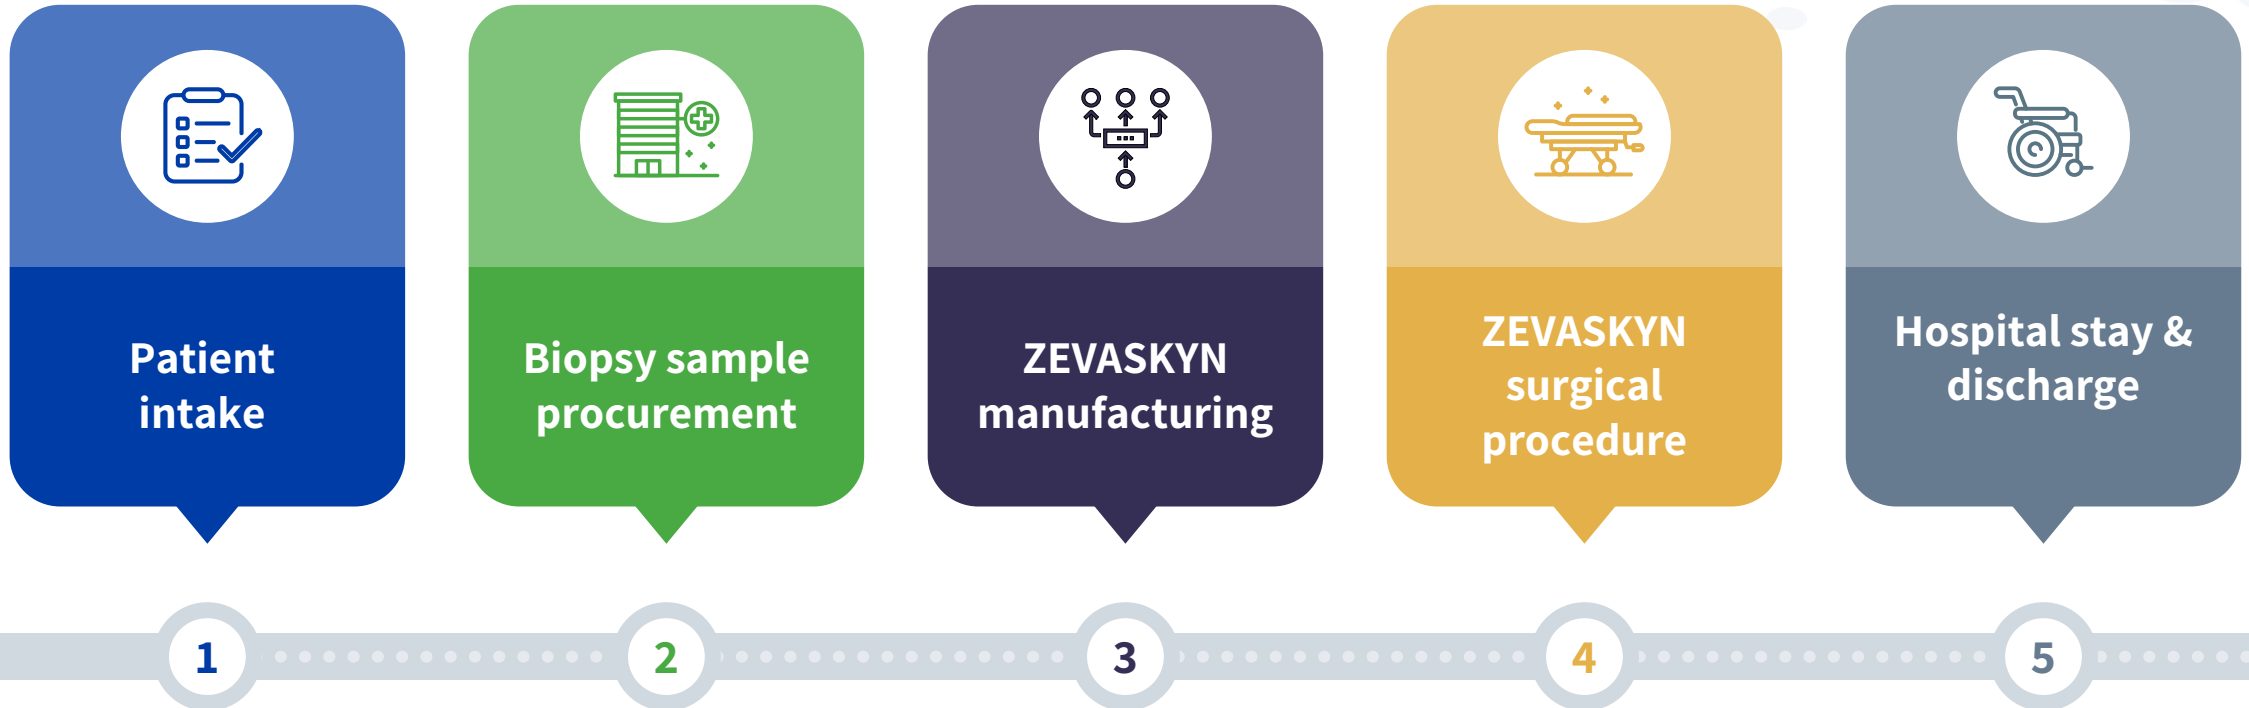 Patient
intake
Biopsy sample
procurement
ZEVASKYN
manufacturing
ZEVASKYN
surgical
procedure
Hospital stay &
discharge
1
2
3
4
5